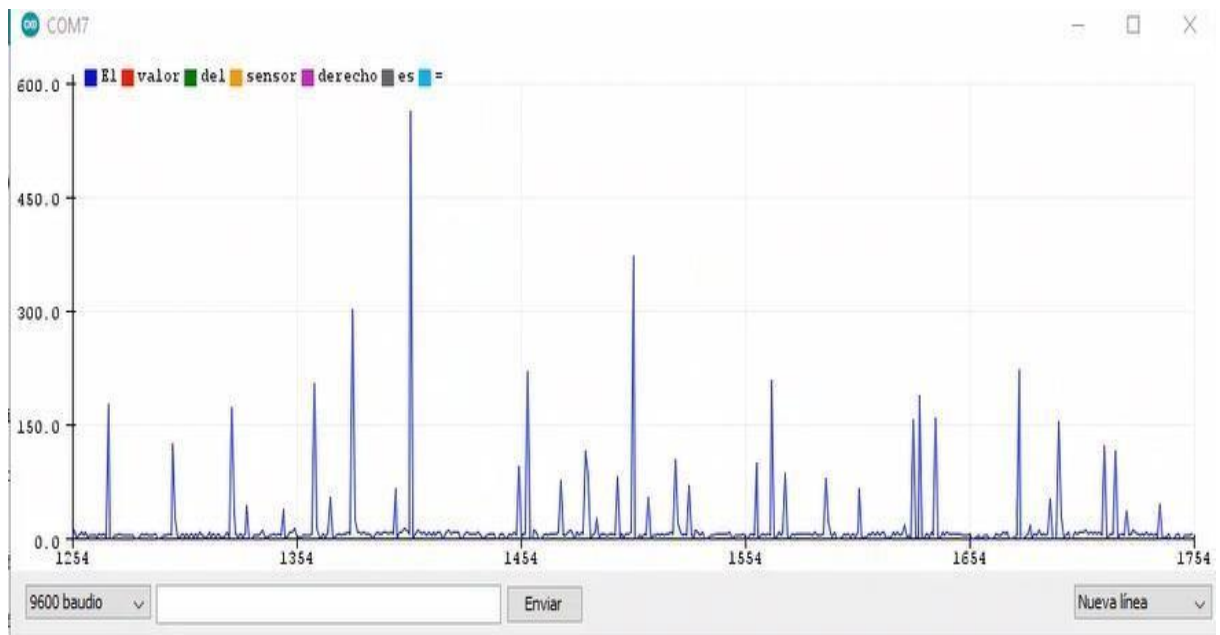 COM7
El valor del sensor derecho es =
600.0
450.0
300.0
150.0
0.0
1254 1354 1454 1554 1654 1754
9600 baudio Enviar Nueva línea